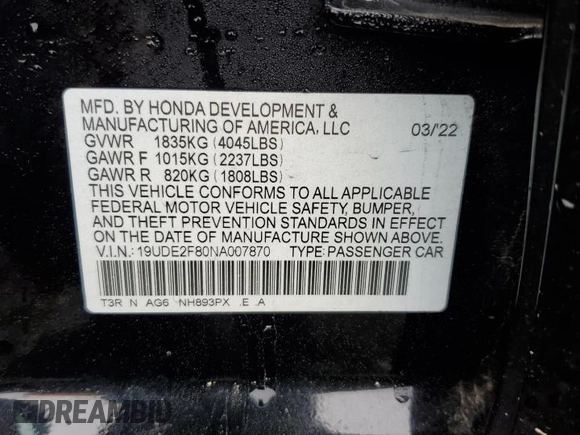 MFD. BY HONDA DEVELOPMENT &
MANUFACTURING OF AMERICA, LLC 03/'22
GVWR 1835KG (4045LBS)
GAWR F 1015KG (2237LBS)
GAWR R 820KG (1808LBS)
THIS VEHICLE CONFORMS TO ALL APPLICABLE
FEDERAL MOTOR VEHICLE SAFETY, BUMPER,
AND THEFT PREVENTION STANDARDS IN EFFECT
ON THE DATE OF MANUFACTURE SHOWN ABOVE.
V.I.N.: 19UDE2F80NA007870 TYPE: PASSENGER CAR
T3R N AG6 NH893PX .E .A
DREAMBID